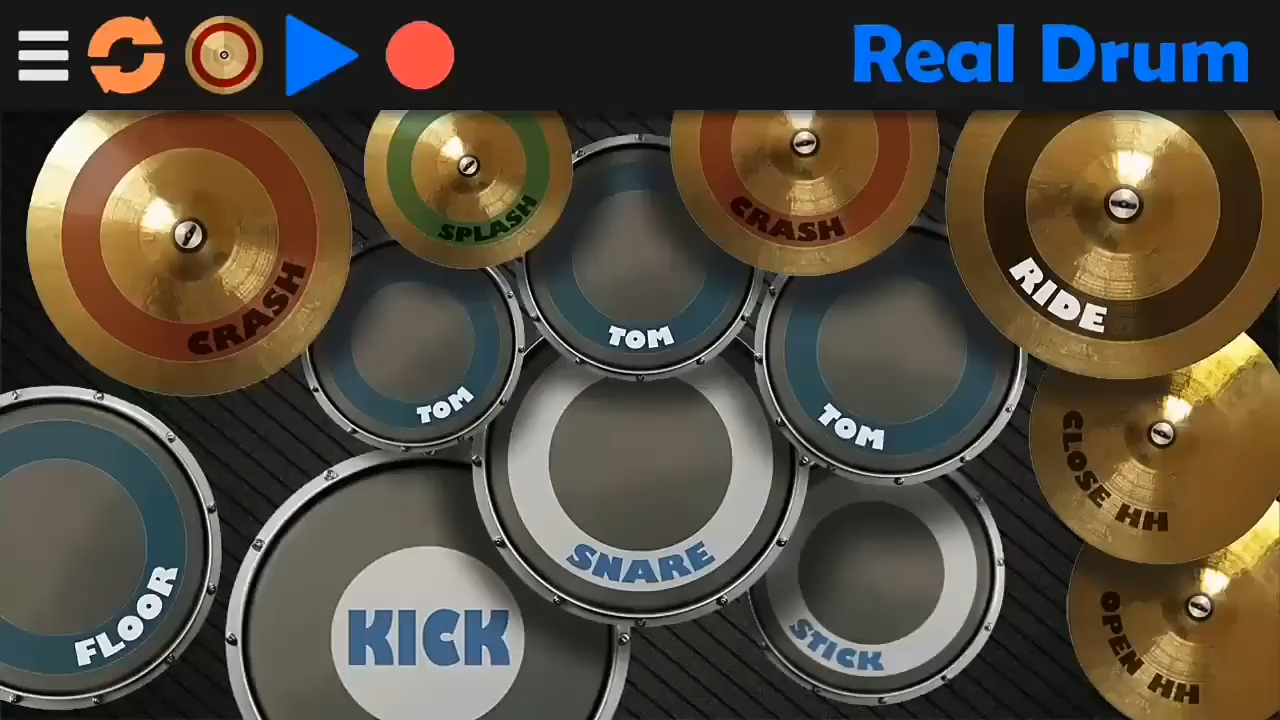 Real Drum
CRASH
SPLASH
CRASH
RIDE
TOM
TOM
TOM
CLOSE HH
FLOOR
KICK
SNARE
STICK
OPEN HH